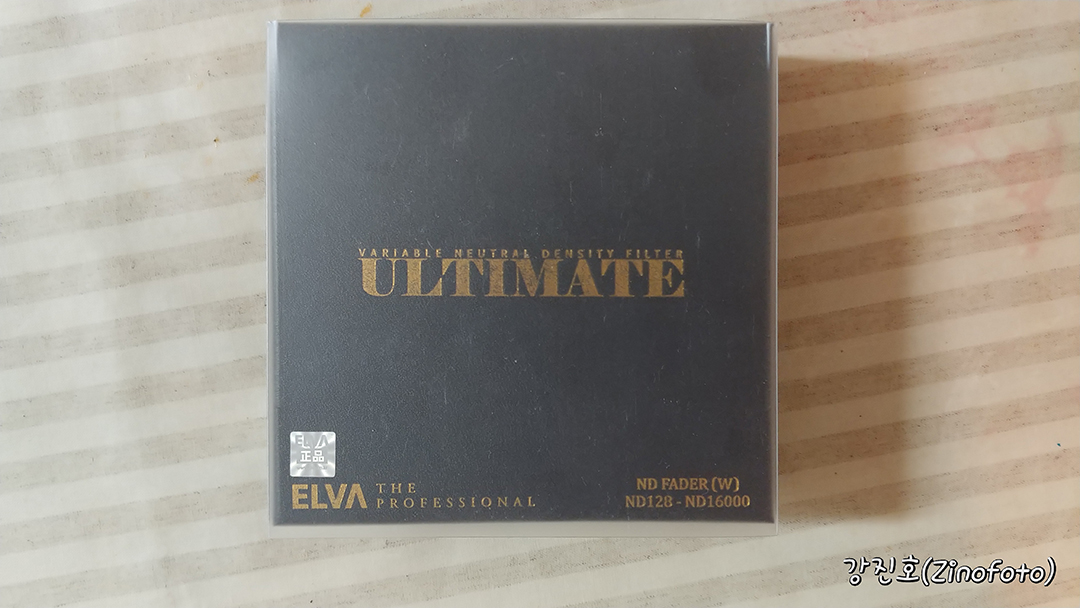 VARIABLE NEUTRAL DENSITY FILTER
ULTIMATE
ELVA
正品
ELVA THE PROFESSIONAL
ND FADER (W)
ND128 - ND16000
강진호(Zinofoto)